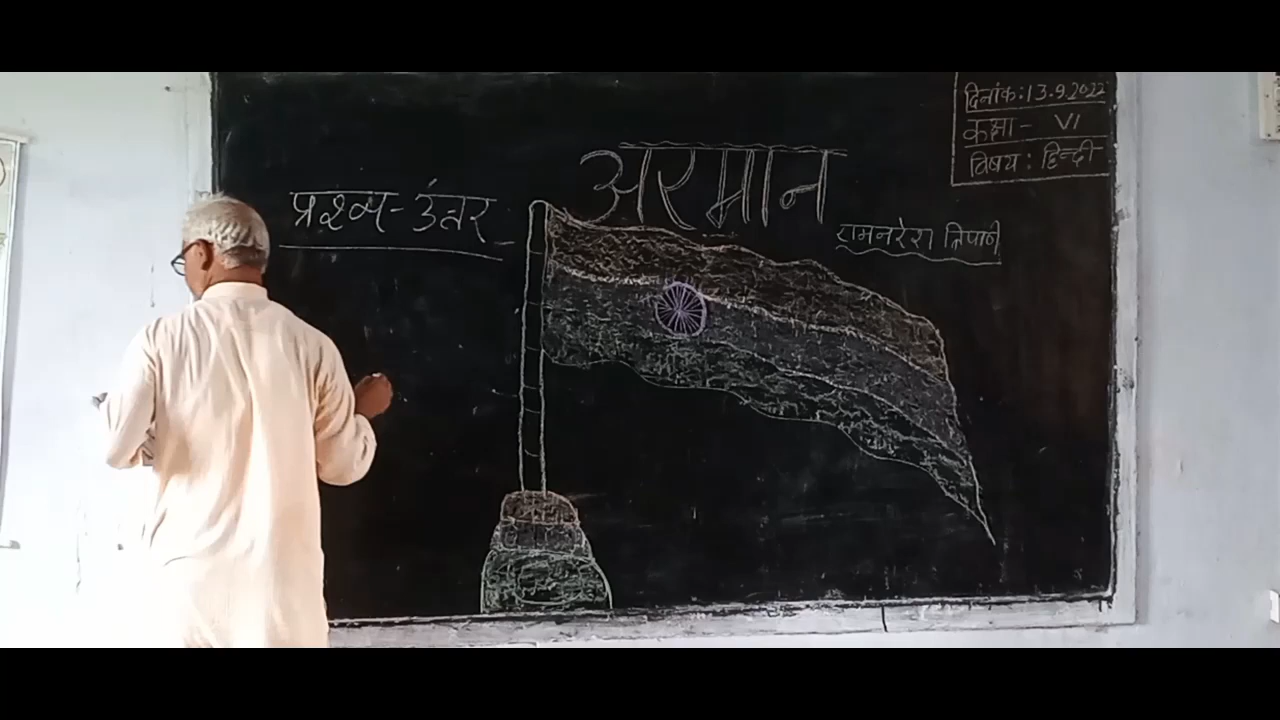 दिनांक: 13.9.2022
कक्षा - VI
विषय: हिन्दी
अरमान
प्रश्न-उत्तर
रामनरेश त्रिपाठी